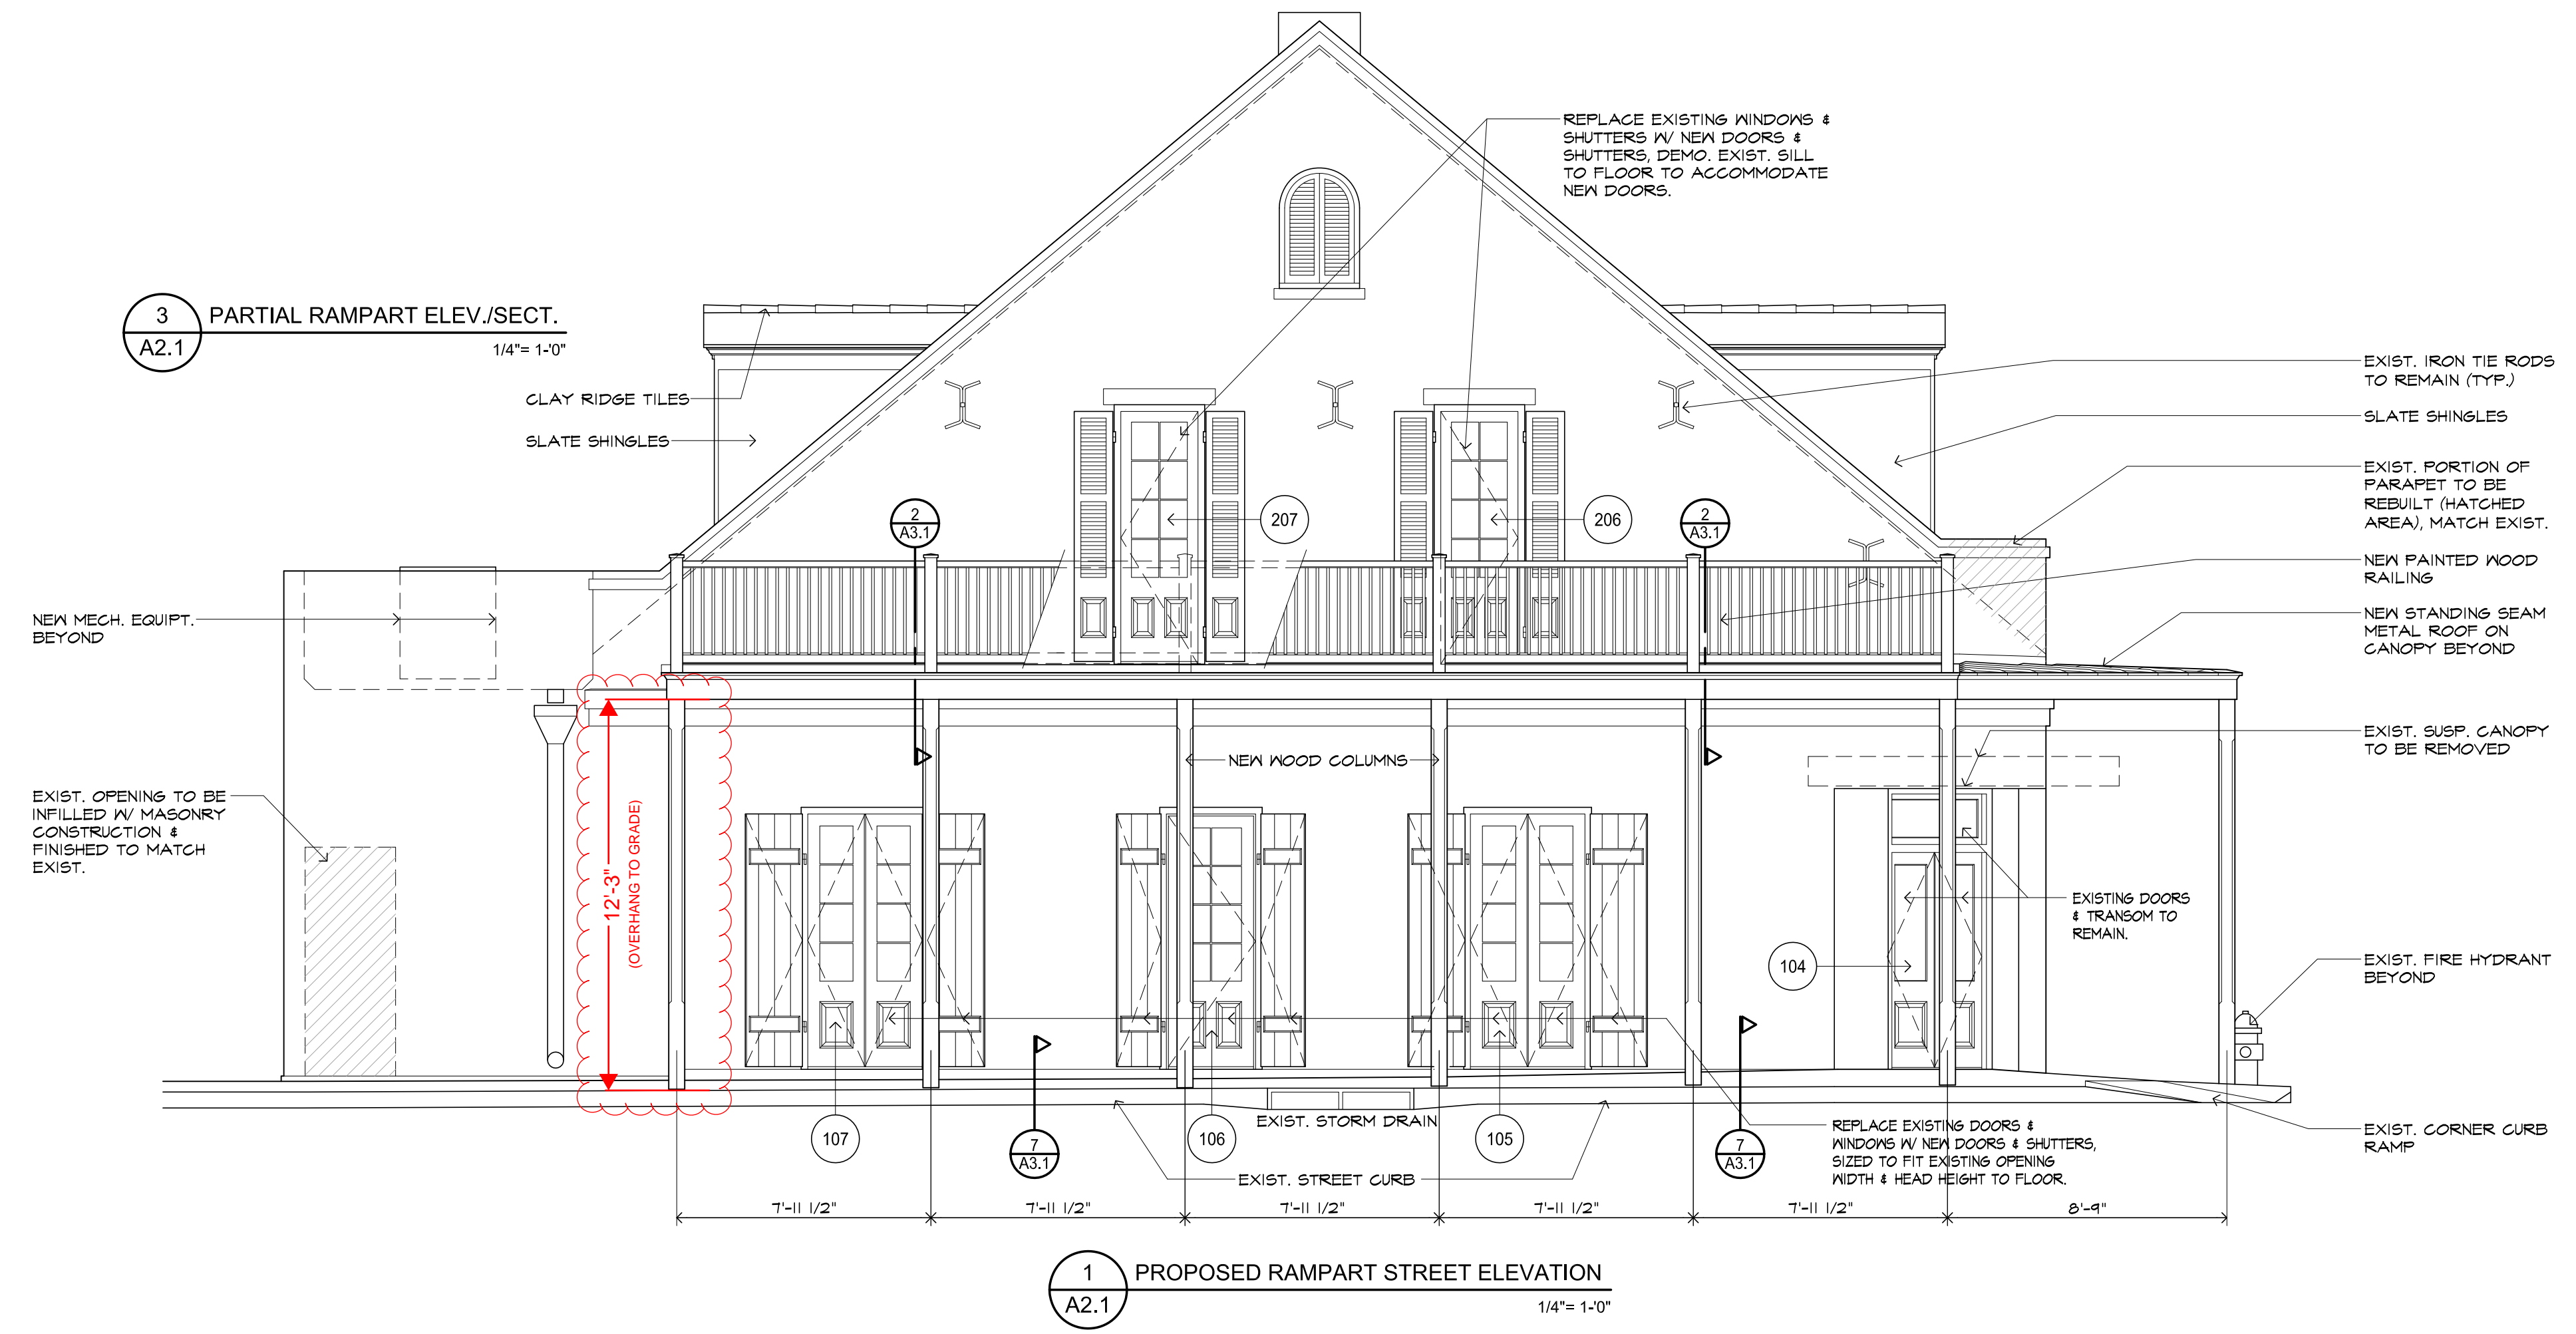 REPLACE EXISTING WINDOWS &
SHUTTERS W/ NEW DOORS &
SHUTTERS, DEMO. EXIST. SILL
TO FLOOR TO ACCOMMODATE
NEW DOORS.
3
A2.1
PARTIAL RAMPART ELEV./SECT.
1/4"= 1-'0"
CLAY RIDGE TILES
SLATE SHINGLES
EXIST. IRON TIE RODS
TO REMAIN (TYP.)
SLATE SHINGLES
EXIST. PORTION OF
PARAPET TO BE
REBUILT (HATCHED
AREA), MATCH EXIST.
2
A3.1
207
206
2
A3.1
NEW PAINTED WOOD
RAILING
NEW MECH. EQUIPT.
BEYOND
NEW STANDING SEAM
METAL ROOF ON
CANOPY BEYOND
EXIST. SUSP. CANOPY
TO BE REMOVED
NEW WOOD COLUMNS
EXIST. OPENING TO BE
INFILLED W/ MASONRY
CONSTRUCTION &
FINISHED TO MATCH
EXIST.
12'-3"
(OVERHANG TO GRADE)
EXISTING DOORS
& TRANSOM TO
REMAIN.
104
EXIST. FIRE HYDRANT
BEYOND
107
7
A3.1
106
EXIST. STORM DRAIN
105
7
A3.1
REPLACE EXISTING DOORS &
WINDOWS W/ NEW DOORS & SHUTTERS,
SIZED TO FIT EXISTING OPENING
WIDTH & HEAD HEIGHT TO FLOOR.
EXIST. CORNER CURB
RAMP
EXIST. STREET CURB
7'-11 1/2"
7'-11 1/2"
7'-11 1/2"
7'-11 1/2"
7'-11 1/2"
8'-9"
1
A2.1
PROPOSED RAMPART STREET ELEVATION
1/4"= 1-'0"